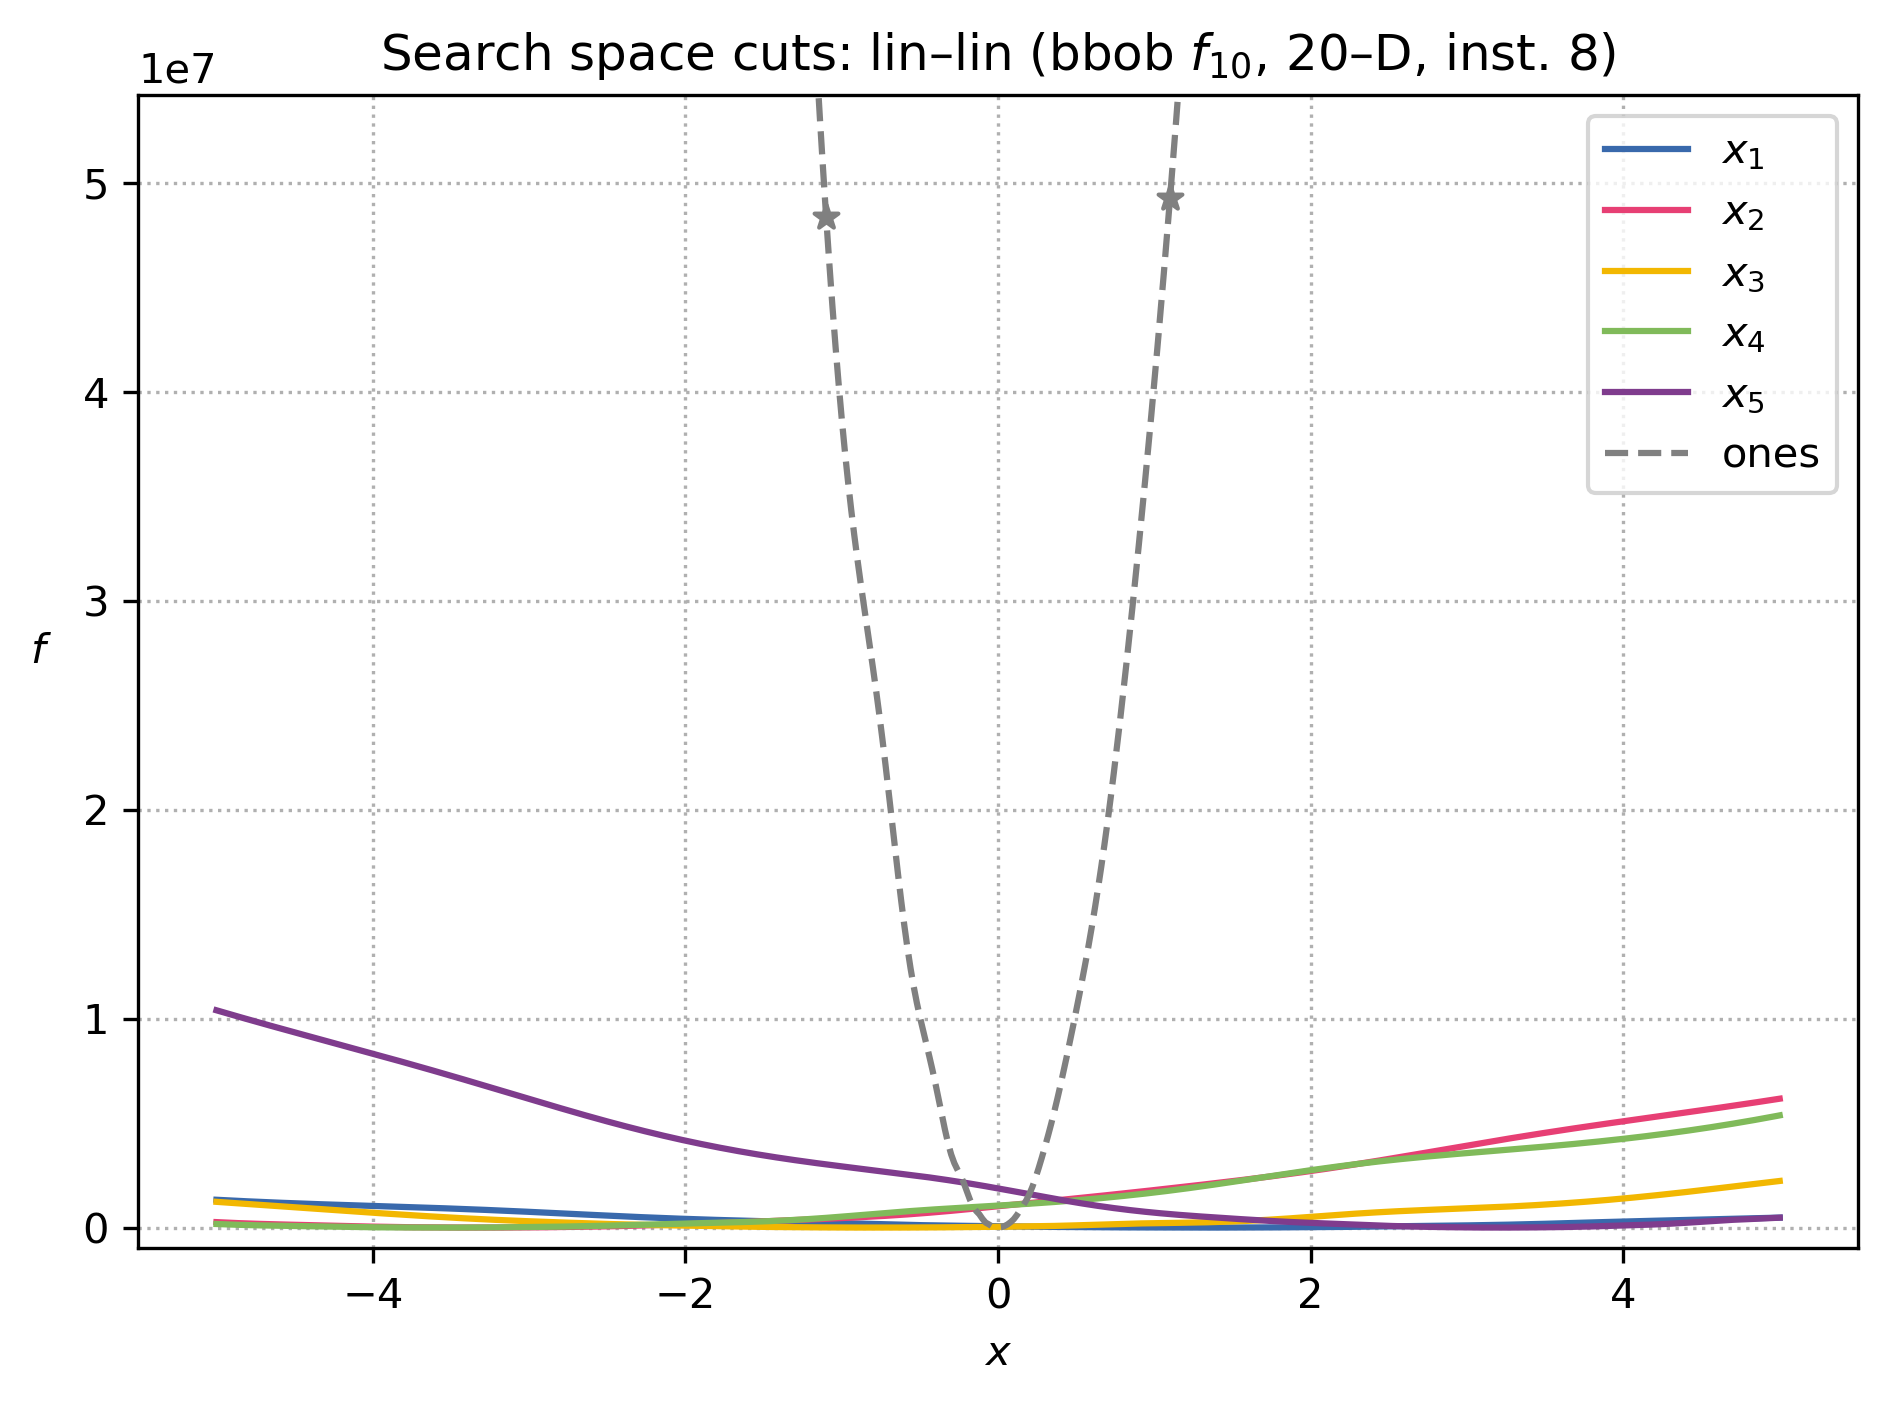 Search space cuts: lin–lin (bbob f₁₀, 20–D, inst. 8)
1e7
5
4
3
2
1
0
f
−4
−2
0
2
4
x
x₁
x₂
x₃
x₄
x₅
ones